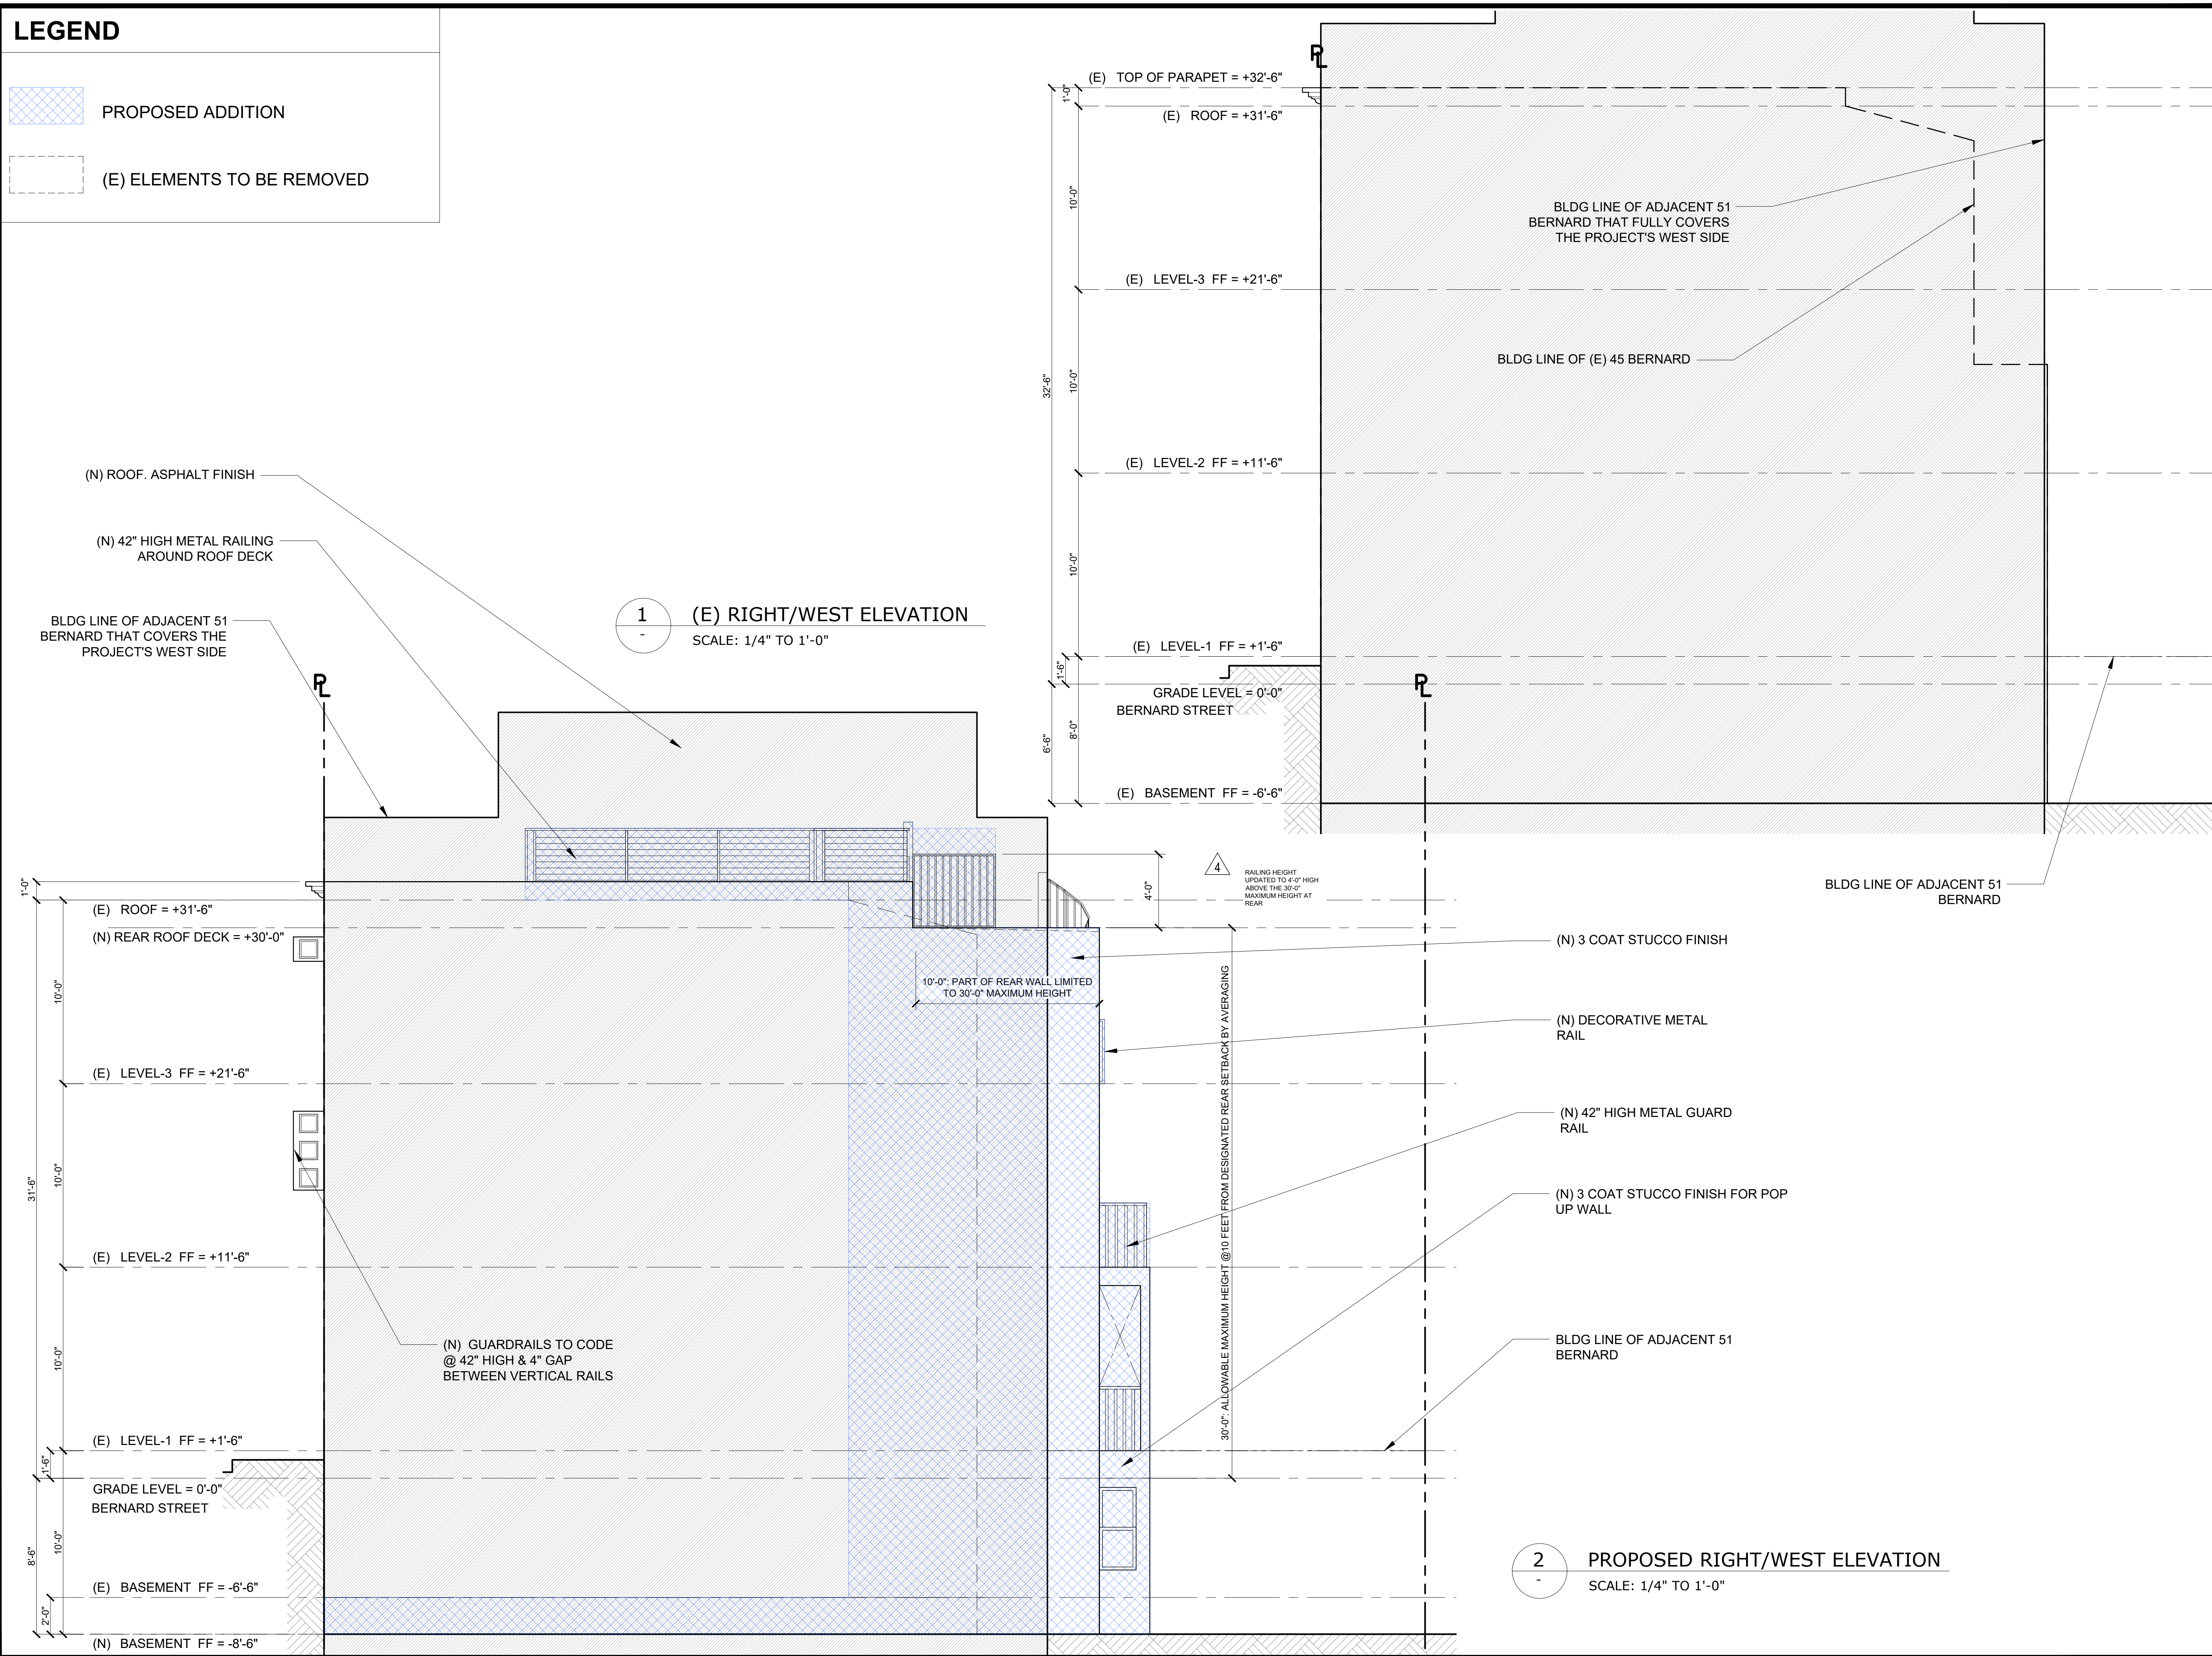 LEGEND
PROPOSED ADDITION
(E) ELEMENTS TO BE REMOVED
PL
(E) TOP OF PARAPET = +32'-6"
1'-0"
(E) ROOF = +31'-6"
10'-0"
BLDG LINE OF ADJACENT 51
BERNARD THAT FULLY COVERS
THE PROJECT'S WEST SIDE
(E) LEVEL-3 FF = +21'-6"
BLDG LINE OF (E) 45 BERNARD
32'-6"
10'-0"
(E) LEVEL-2 FF = +11'-6"
10'-0"
(E) LEVEL-1 FF = +1'-6"
1'-6"
GRADE LEVEL = 0'-0"
BERNARD STREET
6'-6"
8'-0"
(E) BASEMENT FF = -6'-6"
BLDG LINE OF ADJACENT 51
BERNARD
1
-
(E) RIGHT/WEST ELEVATION
SCALE: 1/4" TO 1'-0"
(N) ROOF. ASPHALT FINISH
(N) 42" HIGH METAL RAILING
AROUND ROOF DECK
BLDG LINE OF ADJACENT 51
BERNARD THAT COVERS THE
PROJECT'S WEST SIDE
PL
PL
1'-0"
(E) ROOF = +31'-6"
(N) REAR ROOF DECK = +30'-0"
10'-0"
4'-0"
4
RAILING HEIGHT
UPDATED TO 4'-0" HIGH
ABOVE THE 30'-0"
MAXIMUM HEIGHT AT
REAR
10'-0": PART OF REAR WALL LIMITED
TO 30'-0" MAXIMUM HEIGHT
30'-0": ALLOWABLE MAXIMUM HEIGHT @10 FEET FROM DESIGNATED REAR SETBACK BY AVERAGING
(N) 3 COAT STUCCO FINISH
(N) DECORATIVE METAL
RAIL
(N) 42" HIGH METAL GUARD
RAIL
(N) 3 COAT STUCCO FINISH FOR POP
UP WALL
BLDG LINE OF ADJACENT 51
BERNARD
(E) LEVEL-3 FF = +21'-6"
31'-6"
10'-0"
(E) LEVEL-2 FF = +11'-6"
10'-0"
(N) GUARDRAILS TO CODE
@ 42" HIGH & 4" GAP
BETWEEN VERTICAL RAILS
(E) LEVEL-1 FF = +1'-6"
1'-6"
GRADE LEVEL = 0'-0"
BERNARD STREET
8'-6"
10'-0"
(E) BASEMENT FF = -6'-6"
2'-0"
(N) BASEMENT FF = -8'-6"
2
-
PROPOSED RIGHT/WEST ELEVATION
SCALE: 1/4" TO 1'-0"